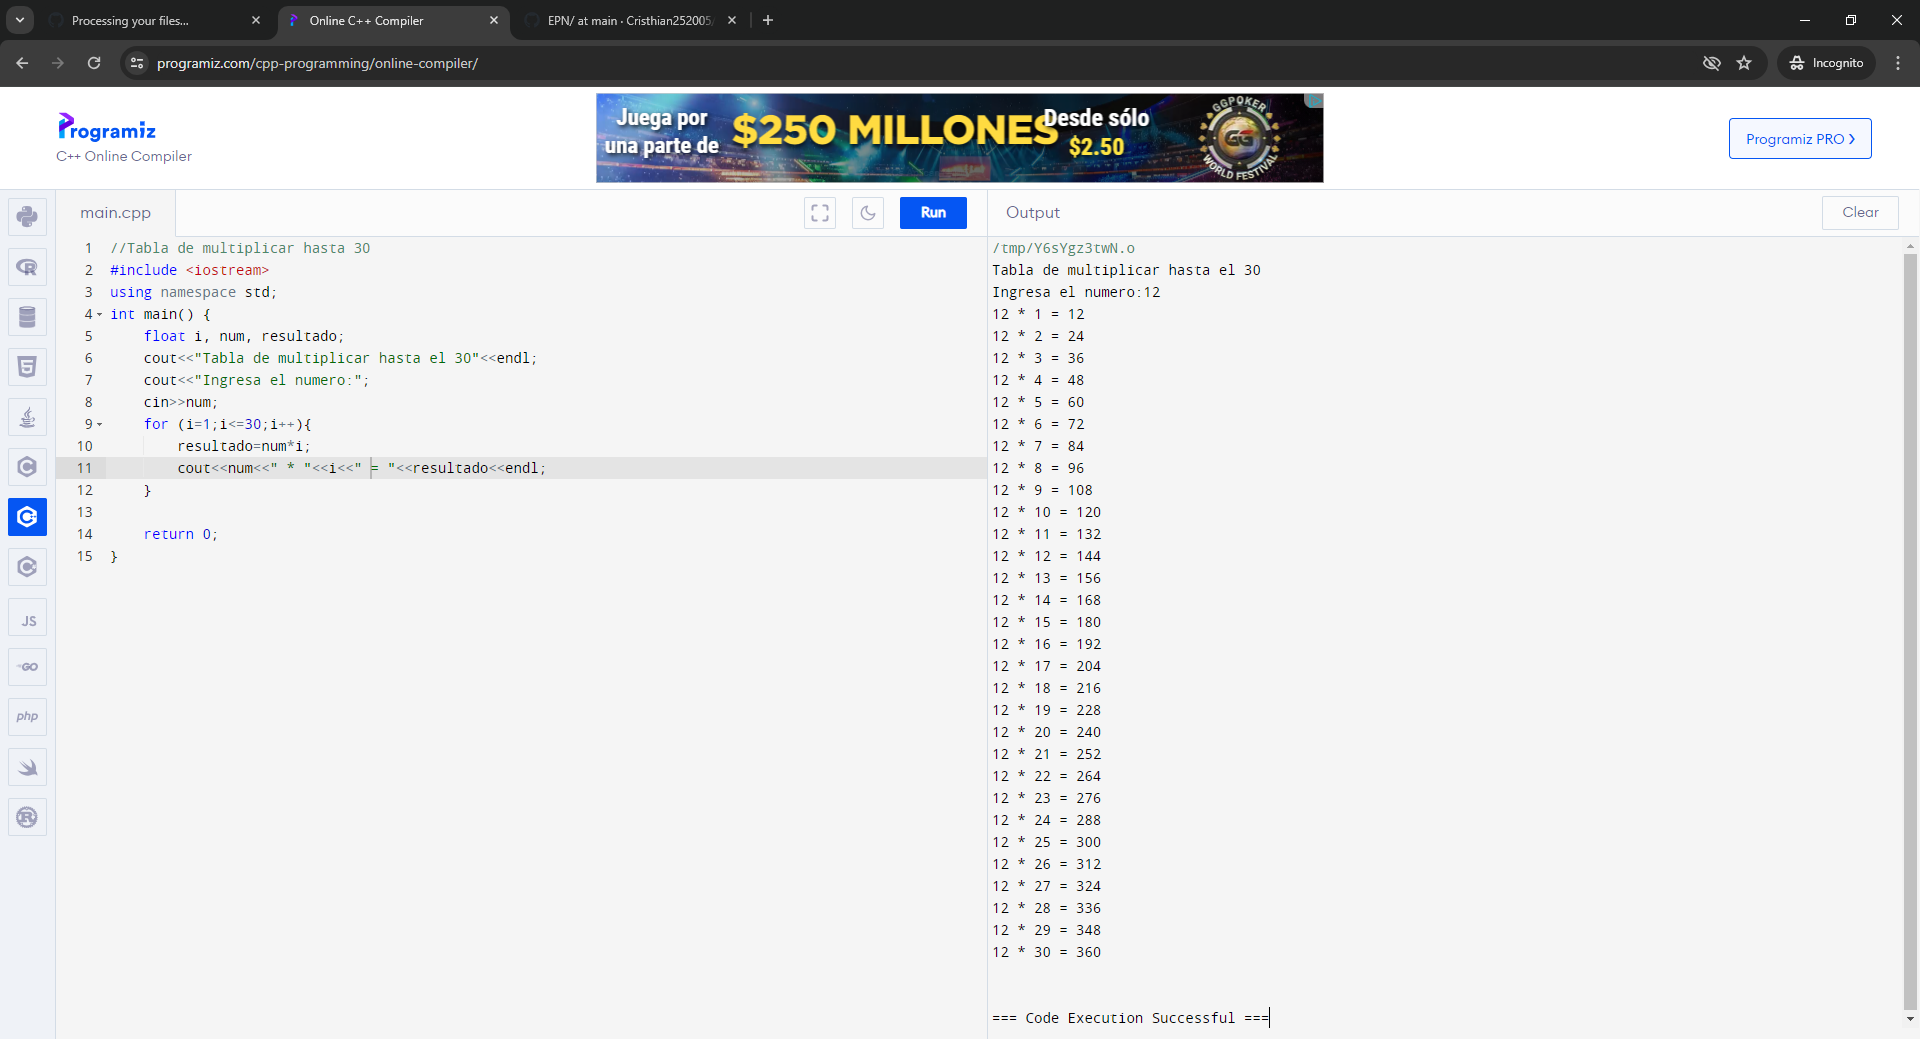 Processing your files...
Online C++ Compiler
EPN/ at main · Cristhian252005
programiz.com/cpp-programming/online-compiler/
Incognito
Programiz
C++ Online Compiler
Juega por
una parte de
$250 MILLONES
Desde sólo
$2.50
GGPOKER
GG
WORLD FESTIVAL
Programiz PRO
main.cpp
Run
Output
Clear
JS
GO
php
1 //Tabla de multiplicar hasta 30
2 #include <iostream>
3 using namespace std;
4 int main() {
5 float i, num, resultado;
6 cout<<"Tabla de multiplicar hasta el 30"<<endl;
7 cout<<"Ingresa el numero:";
8 cin>>num;
9 for (i=1;i<=30;i++){
10 resultado=num*i;
11 cout<<num<<" * "<<i<<" = "<<resultado<<endl;
12 }
13
14 return 0;
15 }
/tmp/Y6sYgz3twN.o
Tabla de multiplicar hasta el 30
Ingresa el numero:12
12 * 1 = 12
12 * 2 = 24
12 * 3 = 36
12 * 4 = 48
12 * 5 = 60
12 * 6 = 72
12 * 7 = 84
12 * 8 = 96
12 * 9 = 108
12 * 10 = 120
12 * 11 = 132
12 * 12 = 144
12 * 13 = 156
12 * 14 = 168
12 * 15 = 180
12 * 16 = 192
12 * 17 = 204
12 * 18 = 216
12 * 19 = 228
12 * 20 = 240
12 * 21 = 252
12 * 22 = 264
12 * 23 = 276
12 * 24 = 288
12 * 25 = 300
12 * 26 = 312
12 * 27 = 324
12 * 28 = 336
12 * 29 = 348
12 * 30 = 360
=== Code Execution Successful ===